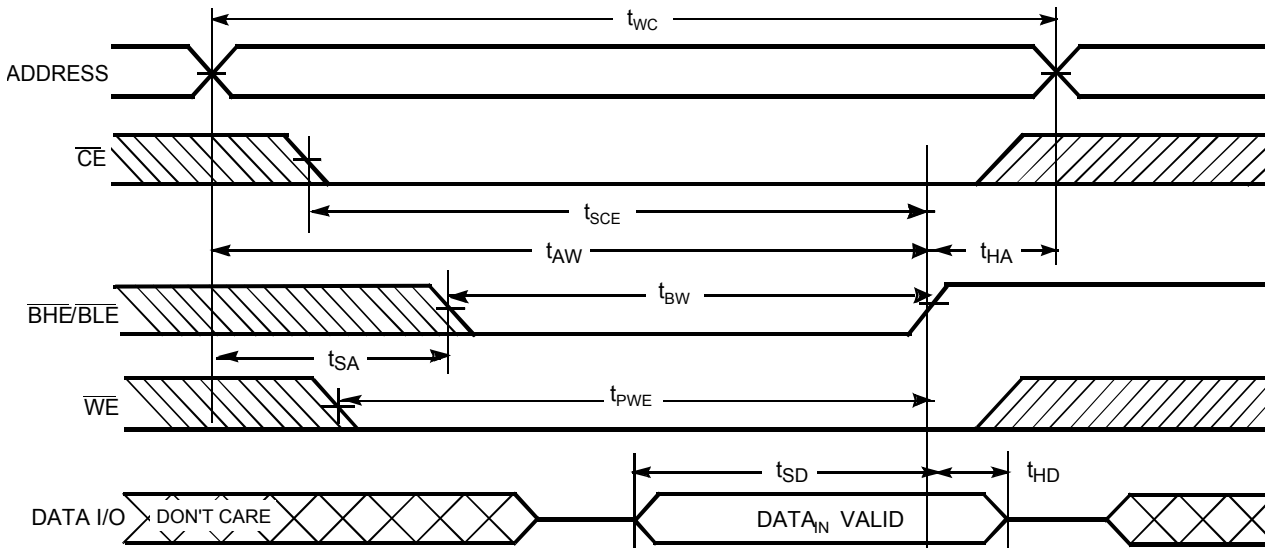 tWC
ADDRESS
CE
tSCE
tAW
tHA
BHE/BLE
tBW
tSA
WE
tPWE
tSD
tHD
DATA I/O
DON'T CARE
DATAIN VALID